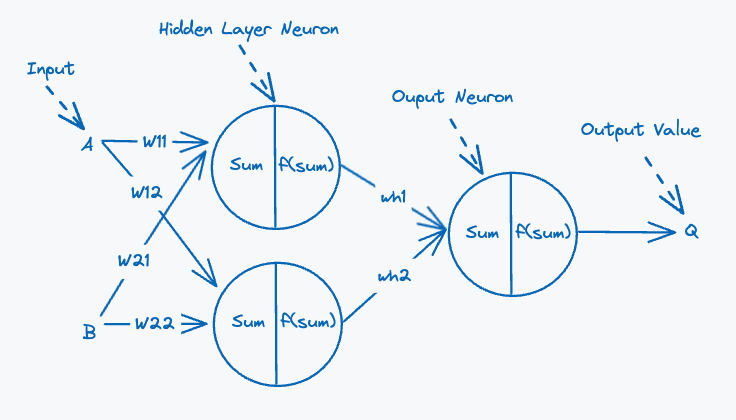 Hidden Layer Neuron
Input
Ouput Neuron
Output Value
A
W11
Sum
f(sum)
W12
wh1
Sum
f(sum)
Q
W21
wh2
B
W22
Sum
f(sum)